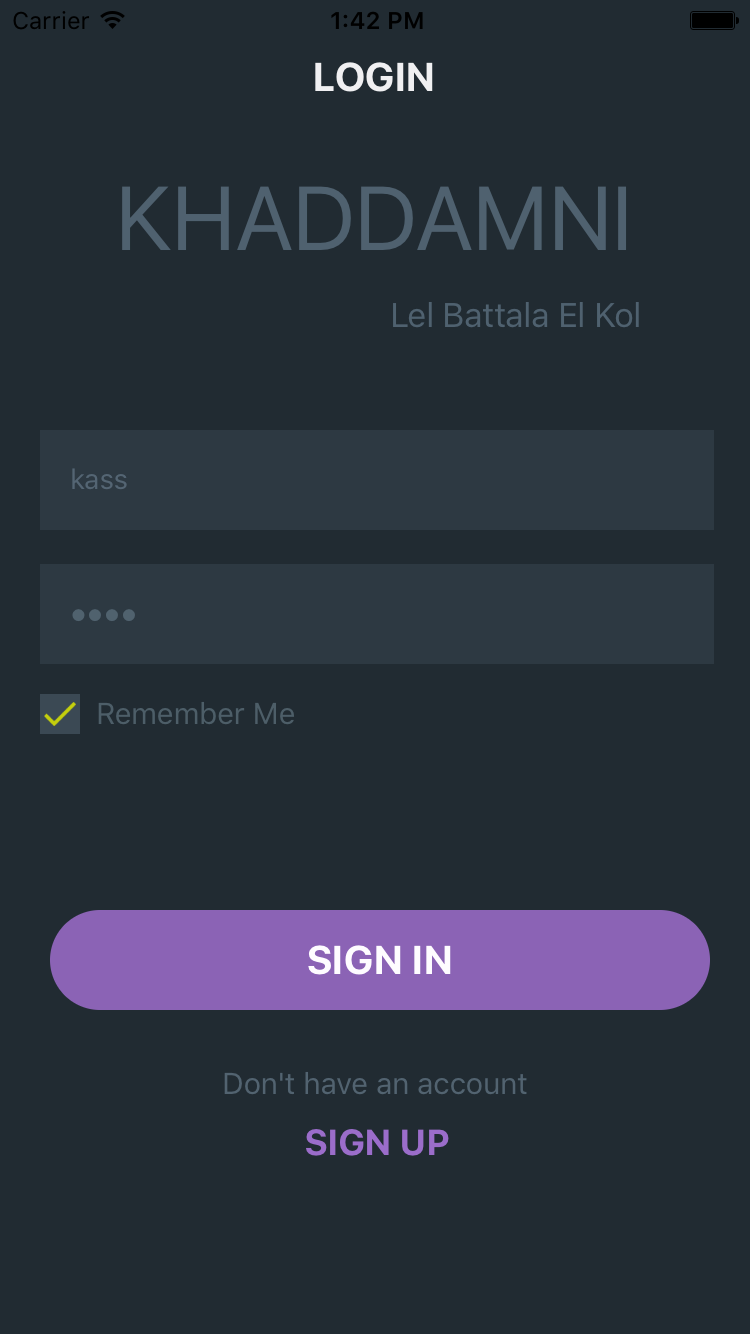 Carrier 1:42 PM
LOGIN
KHADDAMNI
Lel Battala El Kol
kass
••••
Remember Me
SIGN IN
Don't have an account
SIGN UP